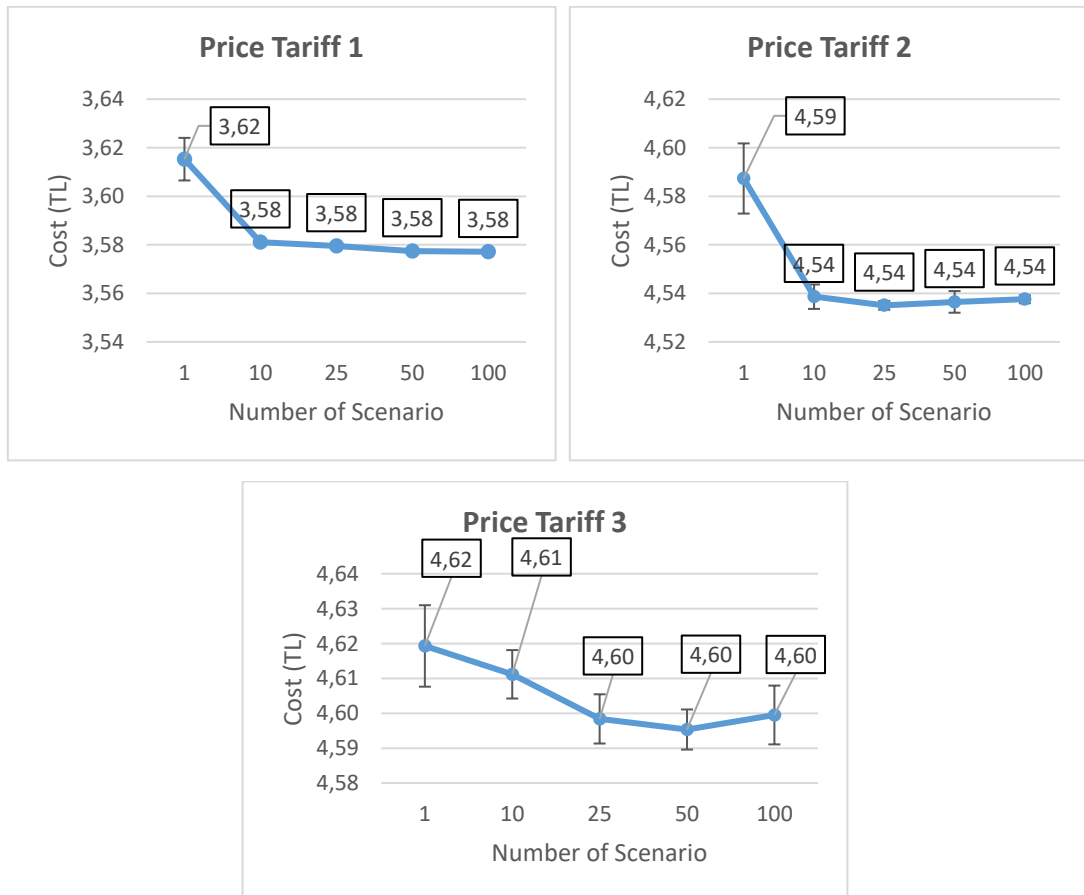 Price Tariff 1
Cost (TL)
3,64
3,62
3,60
3,58
3,56
3,54
3,62
3,58
3,58
3,58
3,58
1 10 25 50 100
Number of Scenario
Price Tariff 2
Cost (TL)
4,62
4,60
4,58
4,56
4,54
4,52
4,59
4,54
4,54
4,54
4,54
1 10 25 50 100
Number of Scenario
Price Tariff 3
Cost (TL)
4,64
4,63
4,62
4,61
4,60
4,59
4,58
4,62
4,61
4,60
4,60
4,60
1 10 25 50 100
Number of Scenario